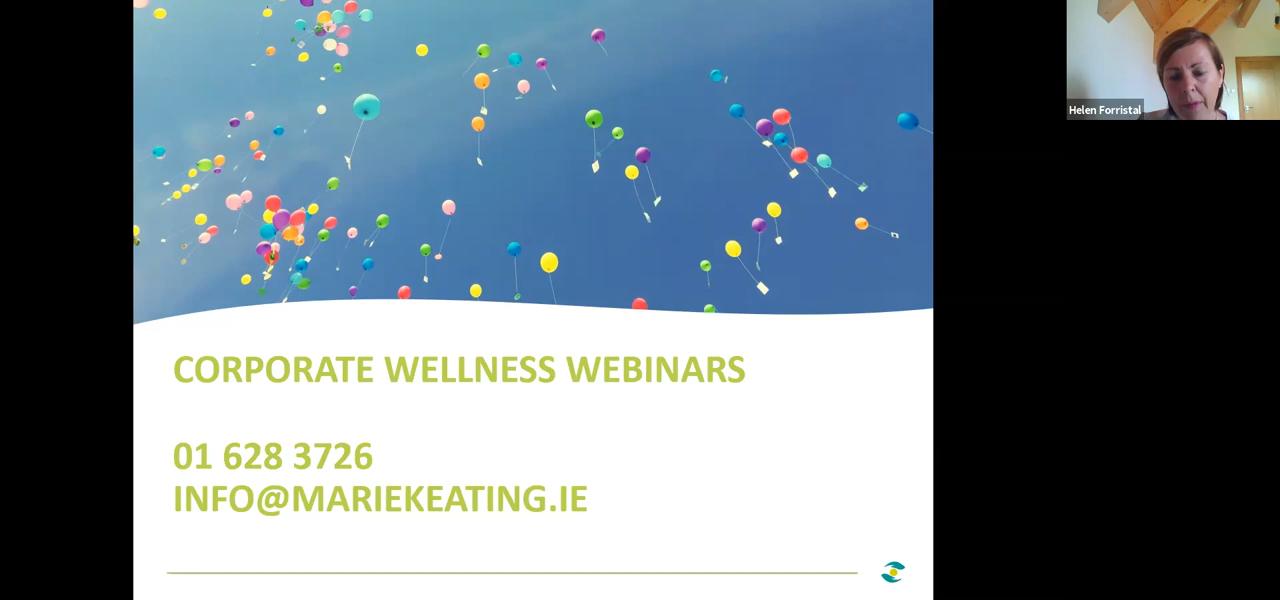 Helen Forristal
CORPORATE WELLNESS WEBINARS
01 628 3726
INFO@MARIEKEATING.IE